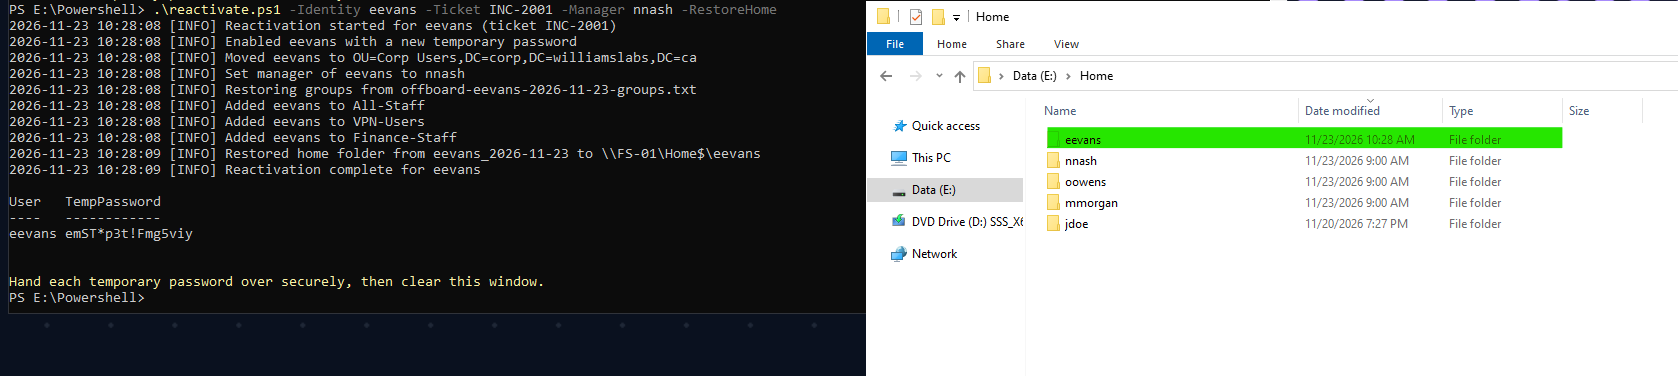 PS E:\Powershell> .\reactivate.ps1 -Identity eevans -Ticket INC-2001 -Manager nnash -RestoreHome
2026-11-23 10:28:08 [INFO] Reactivation started for eevans (ticket INC-2001)
2026-11-23 10:28:08 [INFO] Enabled eevans with a new temporary password
2026-11-23 10:28:08 [INFO] Moved eevans to OU=Corp Users,DC=corp,DC=williamslabs,DC=ca
2026-11-23 10:28:08 [INFO] Set manager of eevans to nnash
2026-11-23 10:28:08 [INFO] Restoring groups from offboard-eevans-2026-11-23-groups.txt
2026-11-23 10:28:08 [INFO] Added eevans to All-Staff
2026-11-23 10:28:08 [INFO] Added eevans to VPN-Users
2026-11-23 10:28:08 [INFO] Added eevans to Finance-Staff
2026-11-23 10:28:09 [INFO] Restored home folder from eevans_2026-11-23 to \\FS-01\Home$\eevans
2026-11-23 10:28:09 [INFO] Reactivation complete for eevans
User TempPassword
---- ------------
eevans emST*p3t!Fmg5viy
Hand each temporary password over securely, then clear this window.
PS E:\Powershell>
Home
File Home Share View
Data (E:) Home
Quick access
This PC
Data (E:)
DVD Drive (D:) SSS_X6
Network
Name Date modified Type Size
eevans 11/23/2026 10:28 AM File folder
nnash 11/23/2026 9:00 AM File folder
oowens 11/23/2026 9:00 AM File folder
mmorgan 11/23/2026 9:00 AM File folder
jdoe 11/20/2026 7:27 PM File folder